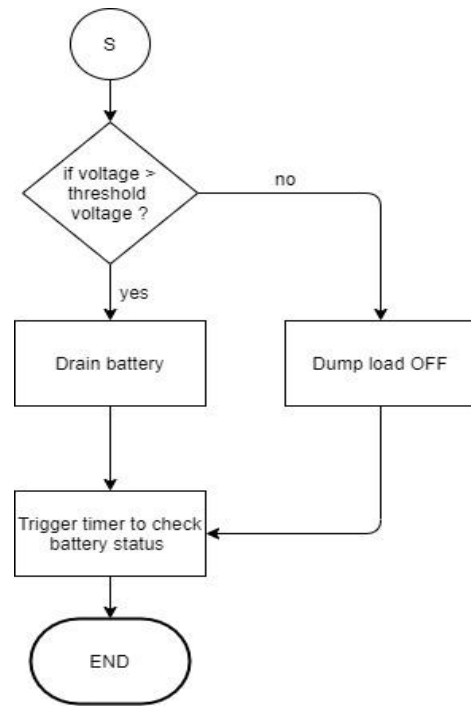 S
if voltage >
threshold
voltage ?
no
yes
Drain battery
Dump load OFF
Trigger timer to check
battery status
END